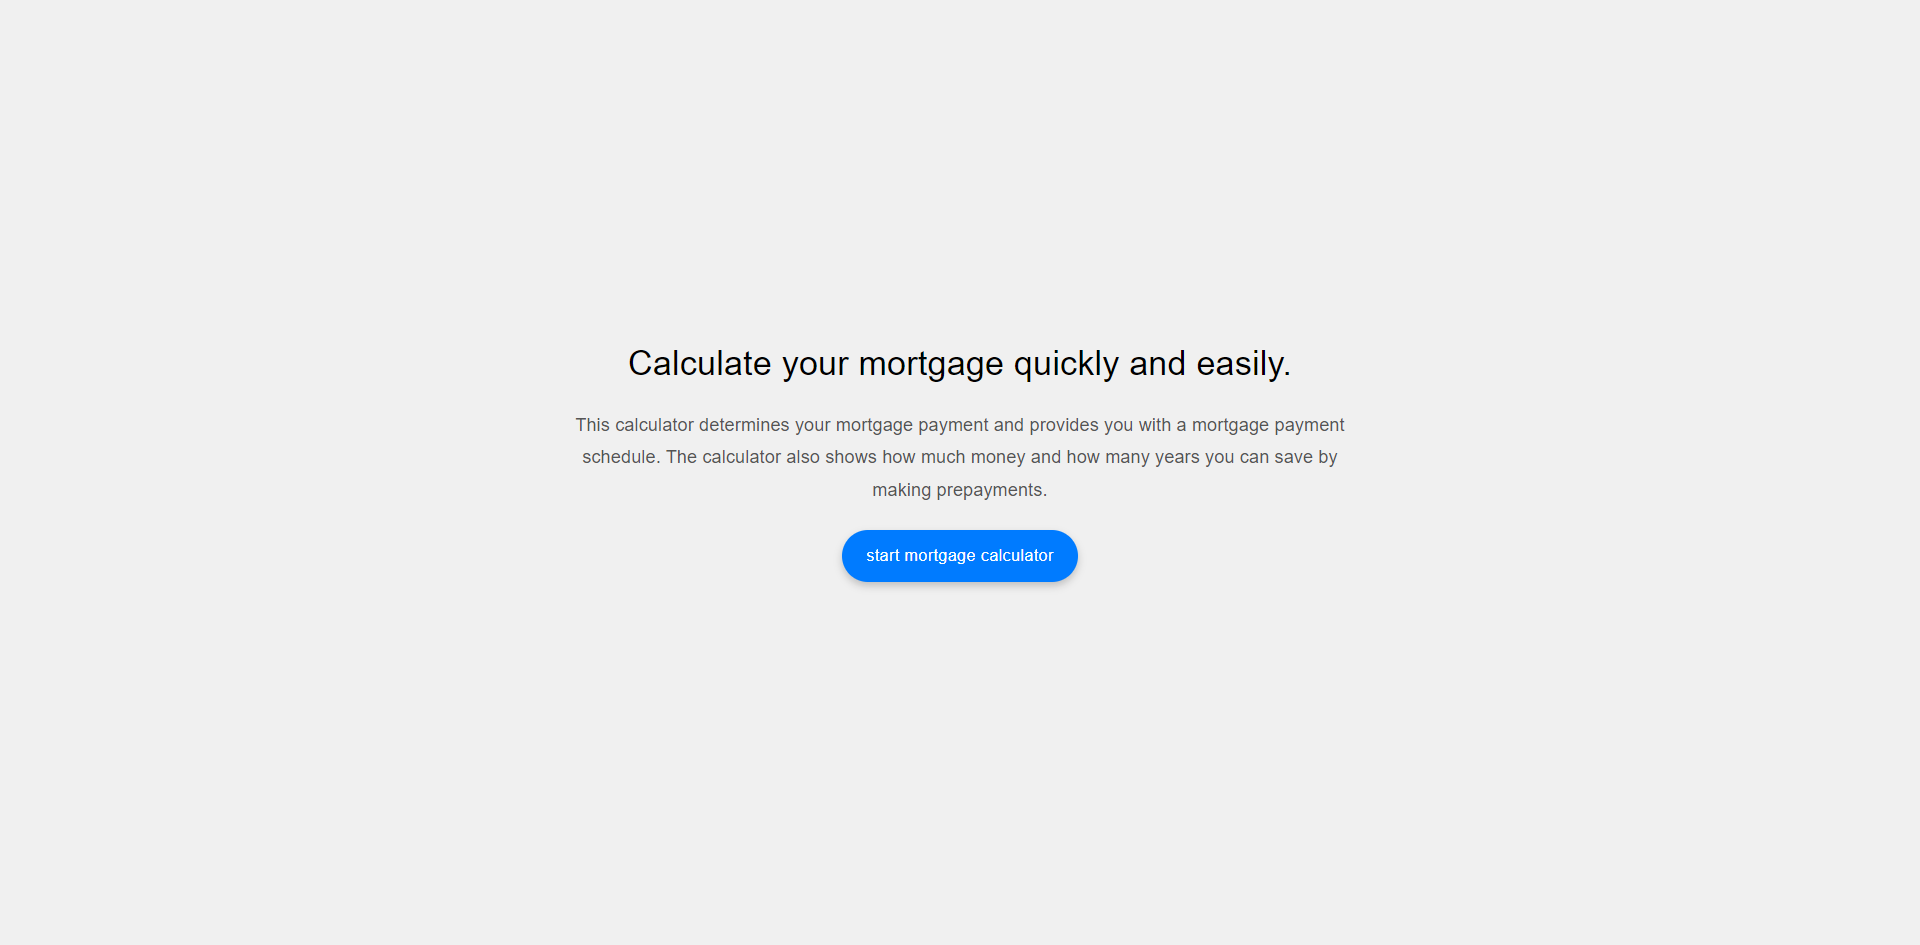 Calculate your mortgage quickly and easily.
This calculator determines your mortgage payment and provides you with a mortgage payment
schedule. The calculator also shows how much money and how many years you can save by
making prepayments.
start mortgage calculator